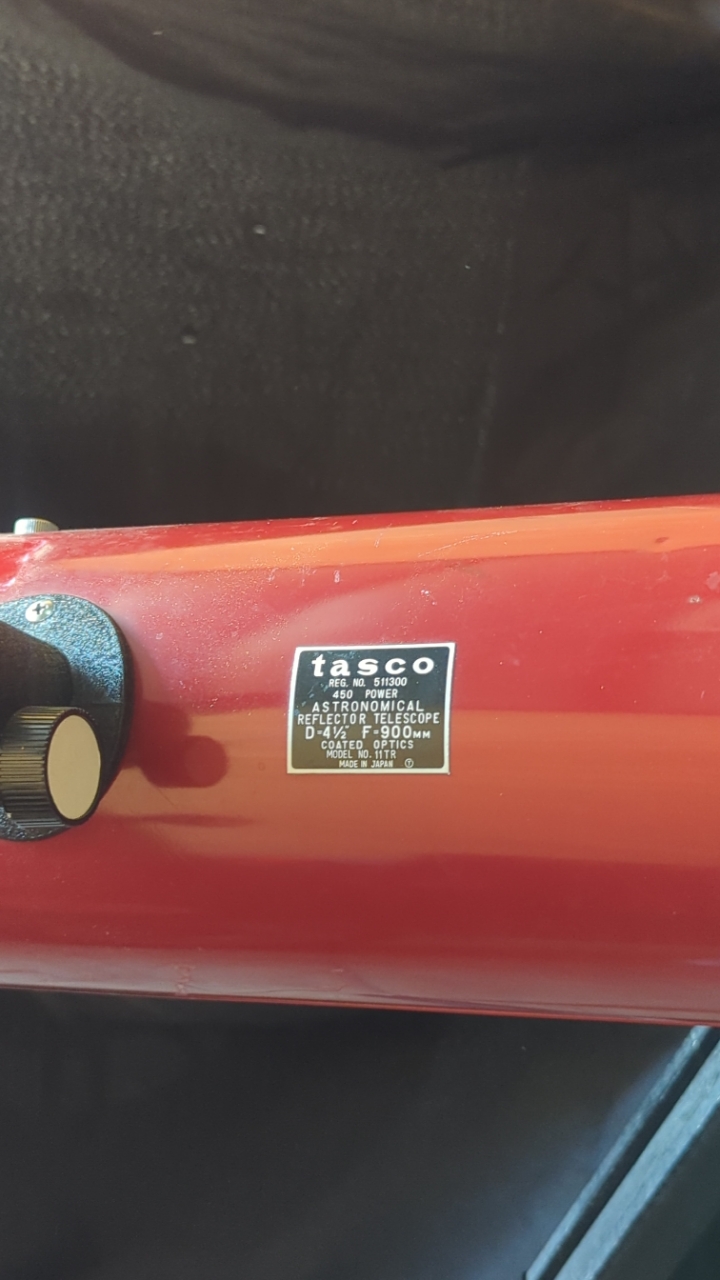 tasco
REG. NO. 511300
450 POWER
ASTRONOMICAL
REFLECTOR TELESCOPE
D=4½" F=900MM
COATED OPTICS
MODEL NO. 11TR
MADE IN JAPAN Ⓣ